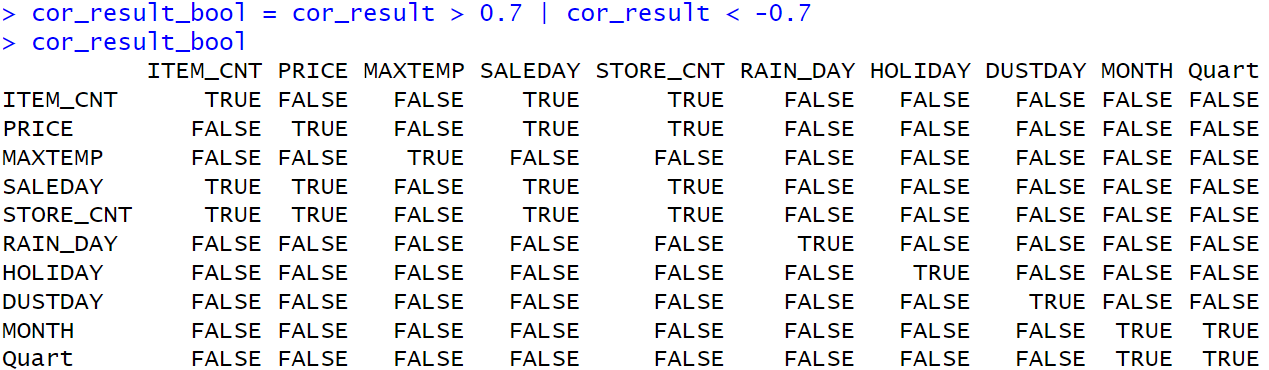 > cor_result_bool = cor_result > 0.7 | cor_result < -0.7
> cor_result_bool
ITEM_CNT PRICE MAXTEMP SALEDAY STORE_CNT RAIN_DAY HOLIDAY DUSTDAY MONTH Quart
ITEM_CNT TRUE FALSE FALSE TRUE TRUE FALSE FALSE FALSE FALSE FALSE
PRICE FALSE TRUE FALSE TRUE TRUE FALSE FALSE FALSE FALSE FALSE
MAXTEMP FALSE FALSE TRUE FALSE FALSE FALSE FALSE FALSE FALSE FALSE
SALEDAY TRUE TRUE FALSE TRUE TRUE FALSE FALSE FALSE FALSE FALSE
STORE_CNT TRUE TRUE FALSE TRUE TRUE FALSE FALSE FALSE FALSE FALSE
RAIN_DAY FALSE FALSE FALSE FALSE FALSE TRUE FALSE FALSE FALSE FALSE
HOLIDAY FALSE FALSE FALSE FALSE FALSE FALSE TRUE FALSE FALSE FALSE
DUSTDAY FALSE FALSE FALSE FALSE FALSE FALSE FALSE TRUE FALSE FALSE
MONTH FALSE FALSE FALSE FALSE FALSE FALSE FALSE FALSE TRUE TRUE
Quart FALSE FALSE FALSE FALSE FALSE FALSE FALSE FALSE TRUE TRUE